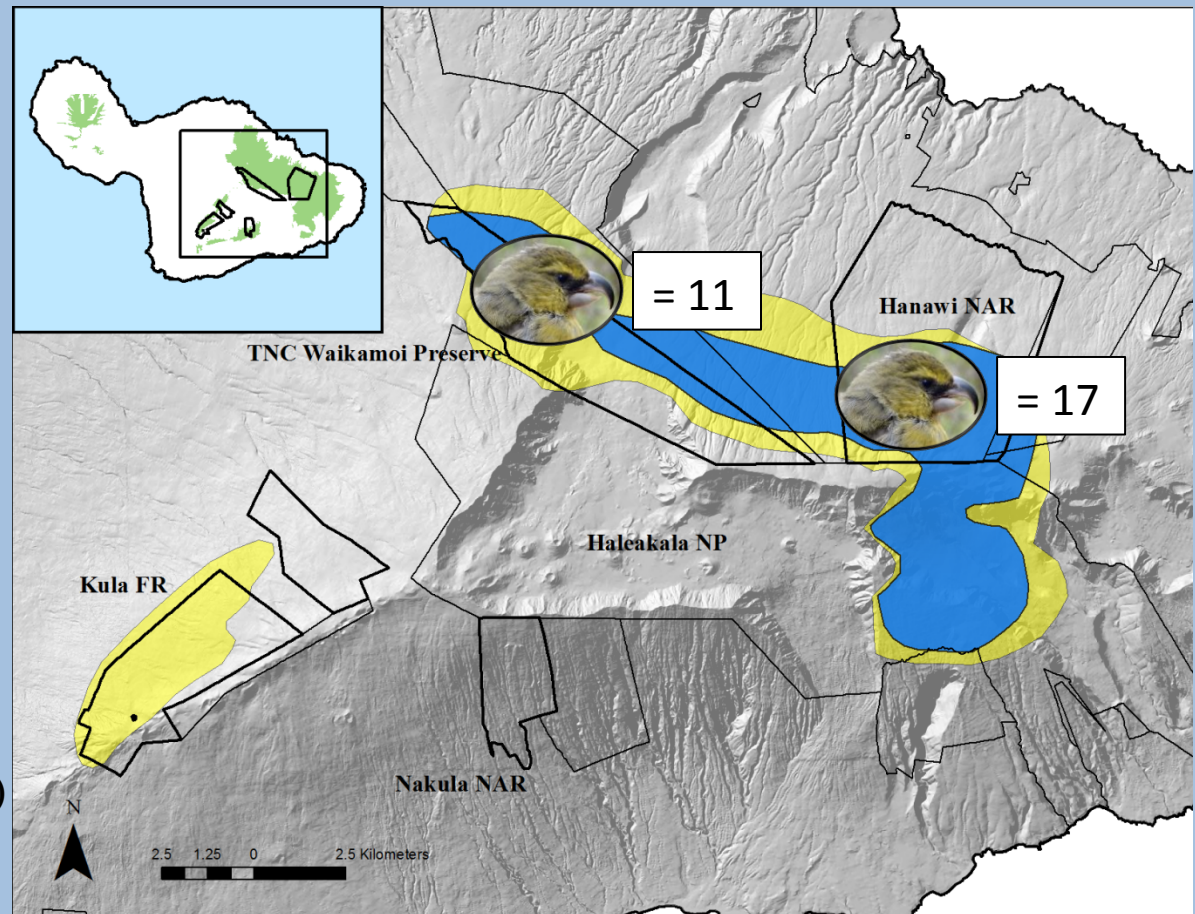 = 11
Hanawi NAR
TNC Waikamoi Preserve
= 17
Haleakala NP
Kula FR
Nakula NAR
)
N
2.5 1.25 0 2.5 Kilometers